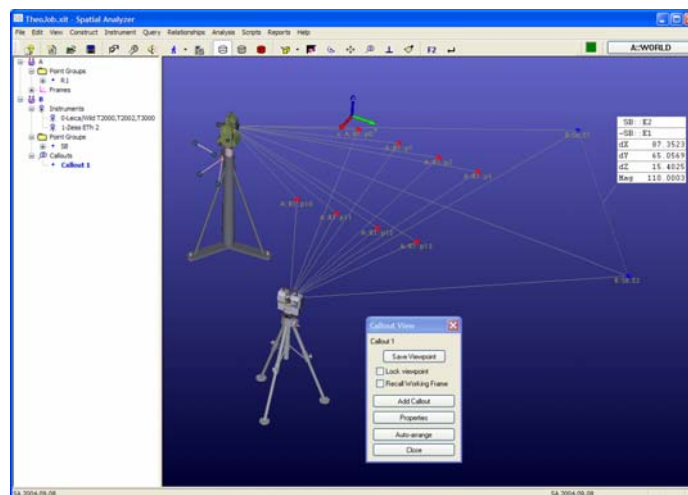 TheoJob.xit - Spatial Analyzer
File Edit View Construct Instrument Query Relationships Analysis Scripts Reports Help
F2
A::WORLD
A
Point Groups
R1
Frames
B
Instruments
0-Leica/Wild T2000,T2002,T3000
1-Zeiss ETh 2
Point Groups
SB
Callouts
Callout 1
SB::E2
-SB::E1
dX 87.3523
dY 65.0569
dZ 15.4025
Mag 110.0003
Callout View
Callout 1
Save Viewpoint
Lock viewpoint
Recall Working Frame
Add Callout
Properties
Auto-arrange
Close
SA 2004.09.08
SA 2004.09.08